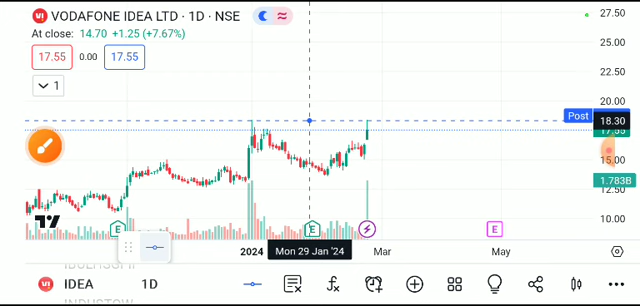 VODAFONE IDEA LTD · 1D · NSE
At close: 14.70 +1.25 (+7.67%)
17.55 0.00 17.55
1
27.50
25.00
22.50
20.00
Post 18.30
17.55
15.00
1.783B
12.50
10.00
E E E
2024 Mon 29 Jan '24 Mar May
IDEA 1D